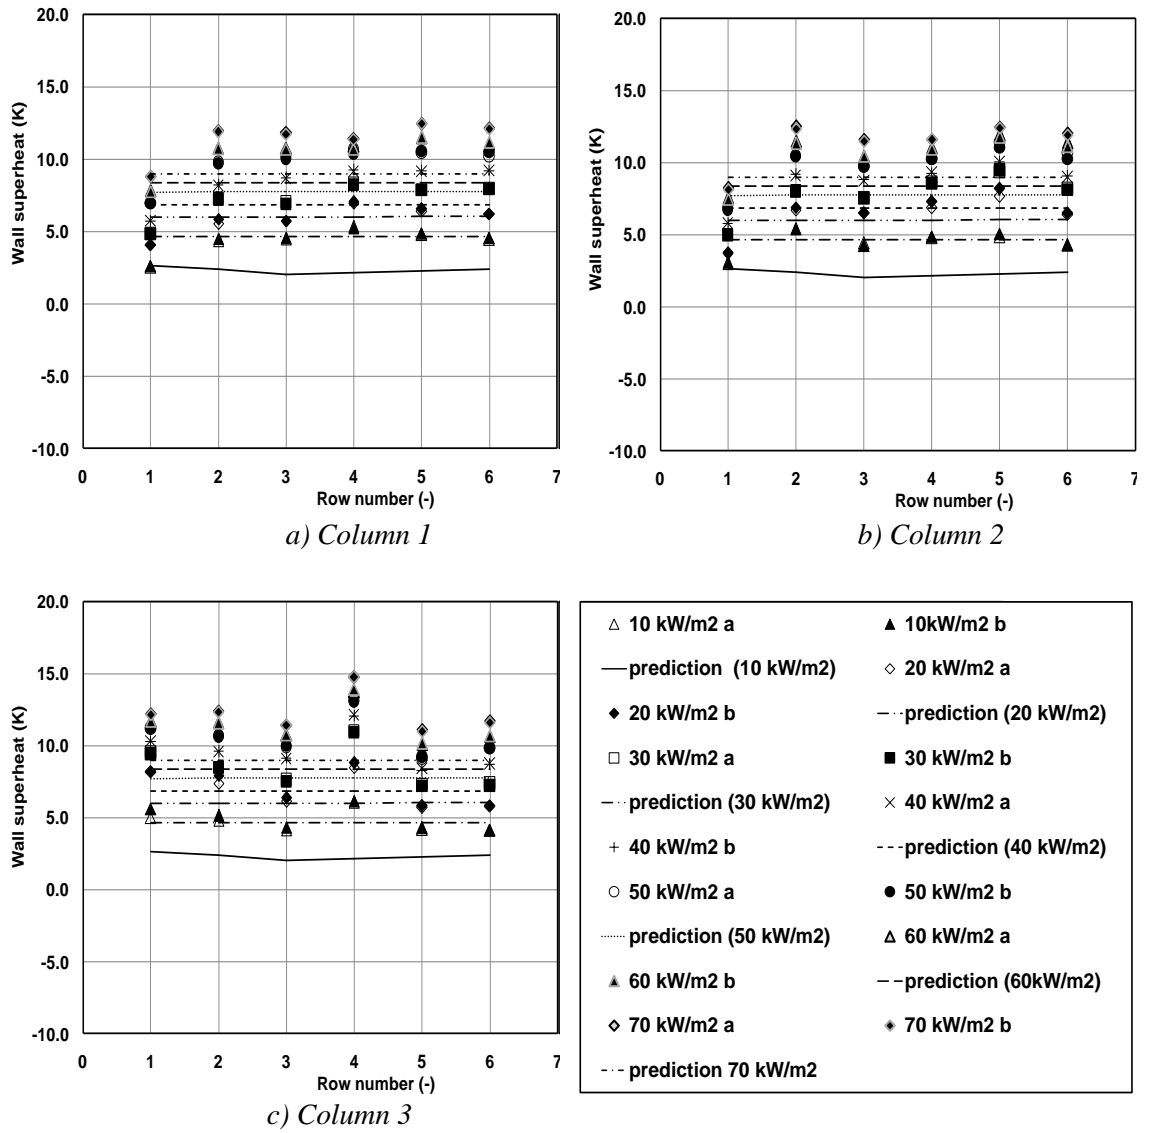 20.0
15.0
10.0
5.0
0.0
-5.0
-10.0
Wall superheat (K)
0 1 2 3 4 5 6 7
Row number (-)
a) Column 1
20.0
15.0
10.0
5.0
0.0
-5.0
-10.0
Wall superheat (K)
0 1 2 3 4 5 6 7
Row number (-)
b) Column 2
20.0
15.0
10.0
5.0
0.0
-5.0
-10.0
Wall superheat (K)
0 1 2 3 4 5 6 7
Row number (-)
c) Column 3
10 kW/m2 a
10kW/m2 b
prediction (10 kW/m2)
20 kW/m2 a
20 kW/m2 b
prediction (20 kW/m2)
30 kW/m2 a
30 kW/m2 b
prediction (30 kW/m2)
40 kW/m2 a
40 kW/m2 b
prediction (40 kW/m2)
50 kW/m2 a
50 kW/m2 b
prediction (50 kW/m2)
60 kW/m2 a
60 kW/m2 b
prediction (60kW/m2)
70 kW/m2 a
70 kW/m2 b
prediction 70 kW/m2